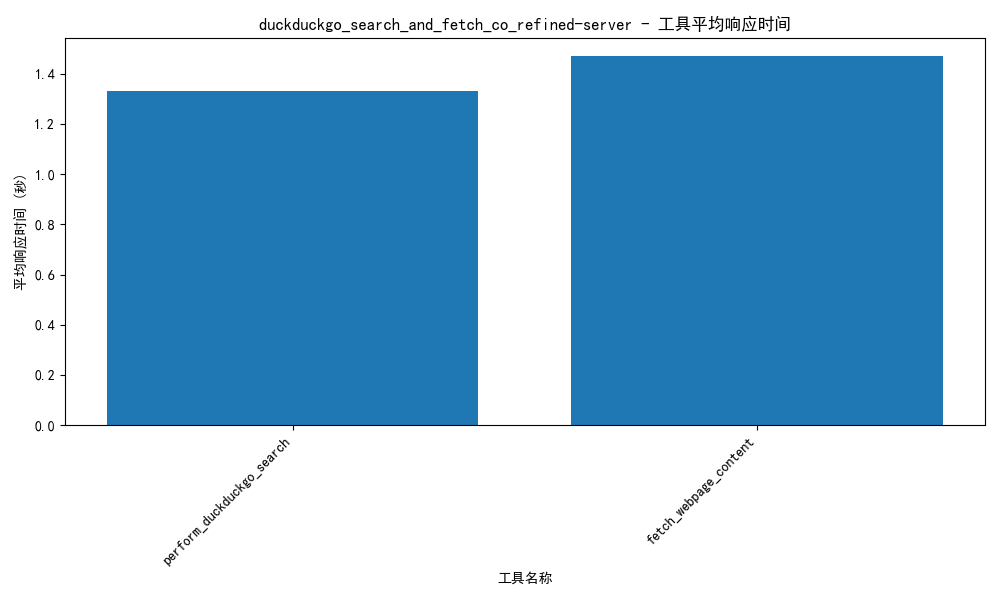 duckduckgo_search_and_fetch_co_refined-server - 工具平均响应时间
平均响应时间 (秒)
1.4
1.2
1.0
0.8
0.6
0.4
0.2
0.0
perform_duckduckgo_search
fetch_webpage_content
工具名称